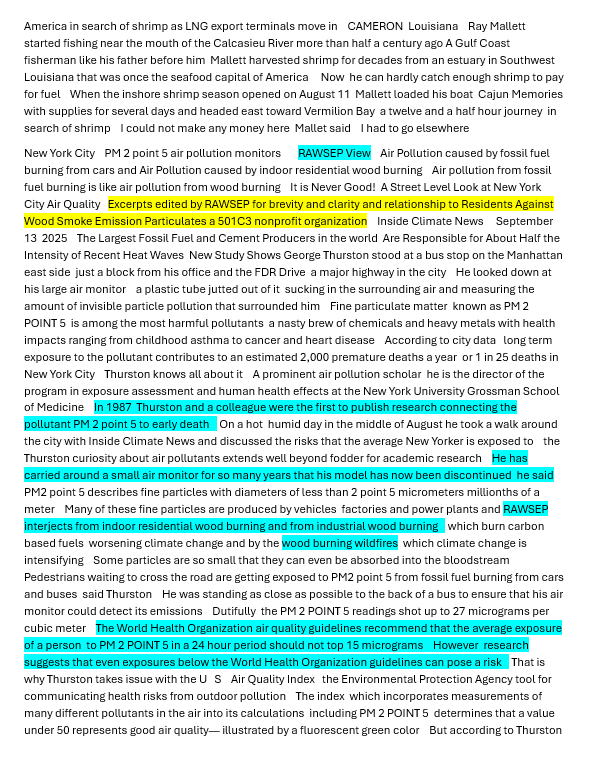 America in search of shrimp as LNG export terminals move in    CAMERON  Louisiana    Ray Mallett
started fishing near the mouth of the Calcasieu River more than half a century ago A Gulf Coast
fisherman like his father before him  Mallett harvested shrimp for decades from an estuary in Southwest
Louisiana that was once the seafood capital of America     Now  he can hardly catch enough shrimp to pay
for fuel    When the inshore shrimp season opened on August 11  Mallett loaded his boat  Cajun Memories
with supplies for several days and headed east toward Vermilion Bay  a twelve and a half hour journey  in
search of shrimp    I could not make any money here  Mallet said    I had to go elsewhere
New York City    PM 2 point 5 air pollution monitors      RAWSEP View    Air Pollution caused by fossil fuel
burning from cars and Air Pollution caused by indoor residential wood burning    Air pollution from fossil
fuel burning is like air pollution from wood burning    It is Never Good!  A Street Level Look at New York
City Air Quality   Excerpts edited by RAWSEP for brevity and clarity and relationship to Residents Against
Wood Smoke Emission Particulates a 501C3 nonprofit organization    Inside Climate News    September
13  2025    The Largest Fossil Fuel and Cement Producers in the world  Are Responsible for About Half the
Intensity of Recent Heat Waves  New Study Shows George Thurston stood at a bus stop on the Manhattan
east side  just a block from his office and the FDR Drive  a major highway in the city    He looked down at
his large air monitor    a plastic tube jutted out of it  sucking in the surrounding air and measuring the
amount of invisible particle pollution that surrounded him    Fine particulate matter  known as PM 2
POINT 5  is among the most harmful pollutants  a nasty brew of chemicals and heavy metals with health
impacts ranging from childhood asthma to cancer and heart disease    According to city data   long term
exposure to the pollutant contributes to an estimated 2,000 premature deaths a year  or 1 in 25 deaths in
New York City    Thurston knows all about it    A prominent air pollution scholar  he is the director of the
program in exposure assessment and human health effects at the New York University Grossman School
of Medicine    In 1987  Thurston and a colleague were the first to publish research connecting the
pollutant PM 2 point 5 to early death    On a hot  humid day in the middle of August he took a walk around
the city with Inside Climate News and discussed the risks that the average New Yorker is exposed to    the
Thurston curiosity about air pollutants extends well beyond fodder for academic research    He has
carried around a small air monitor for so many years that his model has now been discontinued  he said
PM2 point 5 describes fine particles with diameters of less than 2 point 5 micrometers millionths of a
meter    Many of these fine particles are produced by vehicles  factories and power plants and RAWSEP
interjects from indoor residential wood burning and from industrial wood burning    which burn carbon
based fuels  worsening climate change and by the wood burning wildfires  which climate change is
intensifying    Some particles are so small that they can even be absorbed into the bloodstream
Pedestrians waiting to cross the road are getting exposed to PM2 point 5 from fossil fuel burning from cars
and buses  said Thurston    He was standing as close as possible to the back of a bus to ensure that his air
monitor could detect its emissions    Dutifully  the PM 2 POINT 5 readings shot up to 27 micrograms per
cubic meter    The World Health Organization air quality guidelines recommend that the average exposure
of a person  to PM 2 POINT 5 in a 24 hour period should not top 15 micrograms    However  research
suggests that even exposures below the World Health Organization guidelines can pose a risk    That is
why Thurston takes issue with the U   S    Air Quality Index   the Environmental Protection Agency tool for
communicating health risks from outdoor pollution    The index  which incorporates measurements of
many different pollutants in the air into its calculations  including PM 2 POINT 5  determines that a value
under 50 represents good air quality— illustrated by a fluorescent green color    But according to Thurston